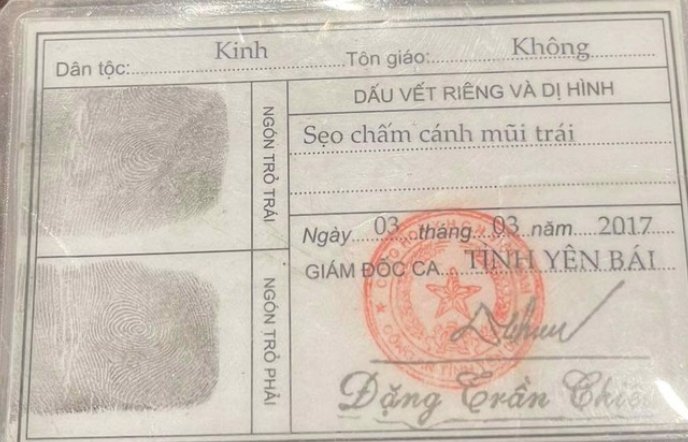 Dân tộc: Kinh Tôn giáo: Không
NGÓN TRỎ TRÁI
NGÓN TRỎ PHẢI
DẤU VẾT RIÊNG VÀ DỊ HÌNH
Sẹo chấm cánh mũi trái
Ngày 03 tháng 03 năm 2017
GIÁM ĐỐC CA TỈNH YÊN BÁI
Đặng Trần